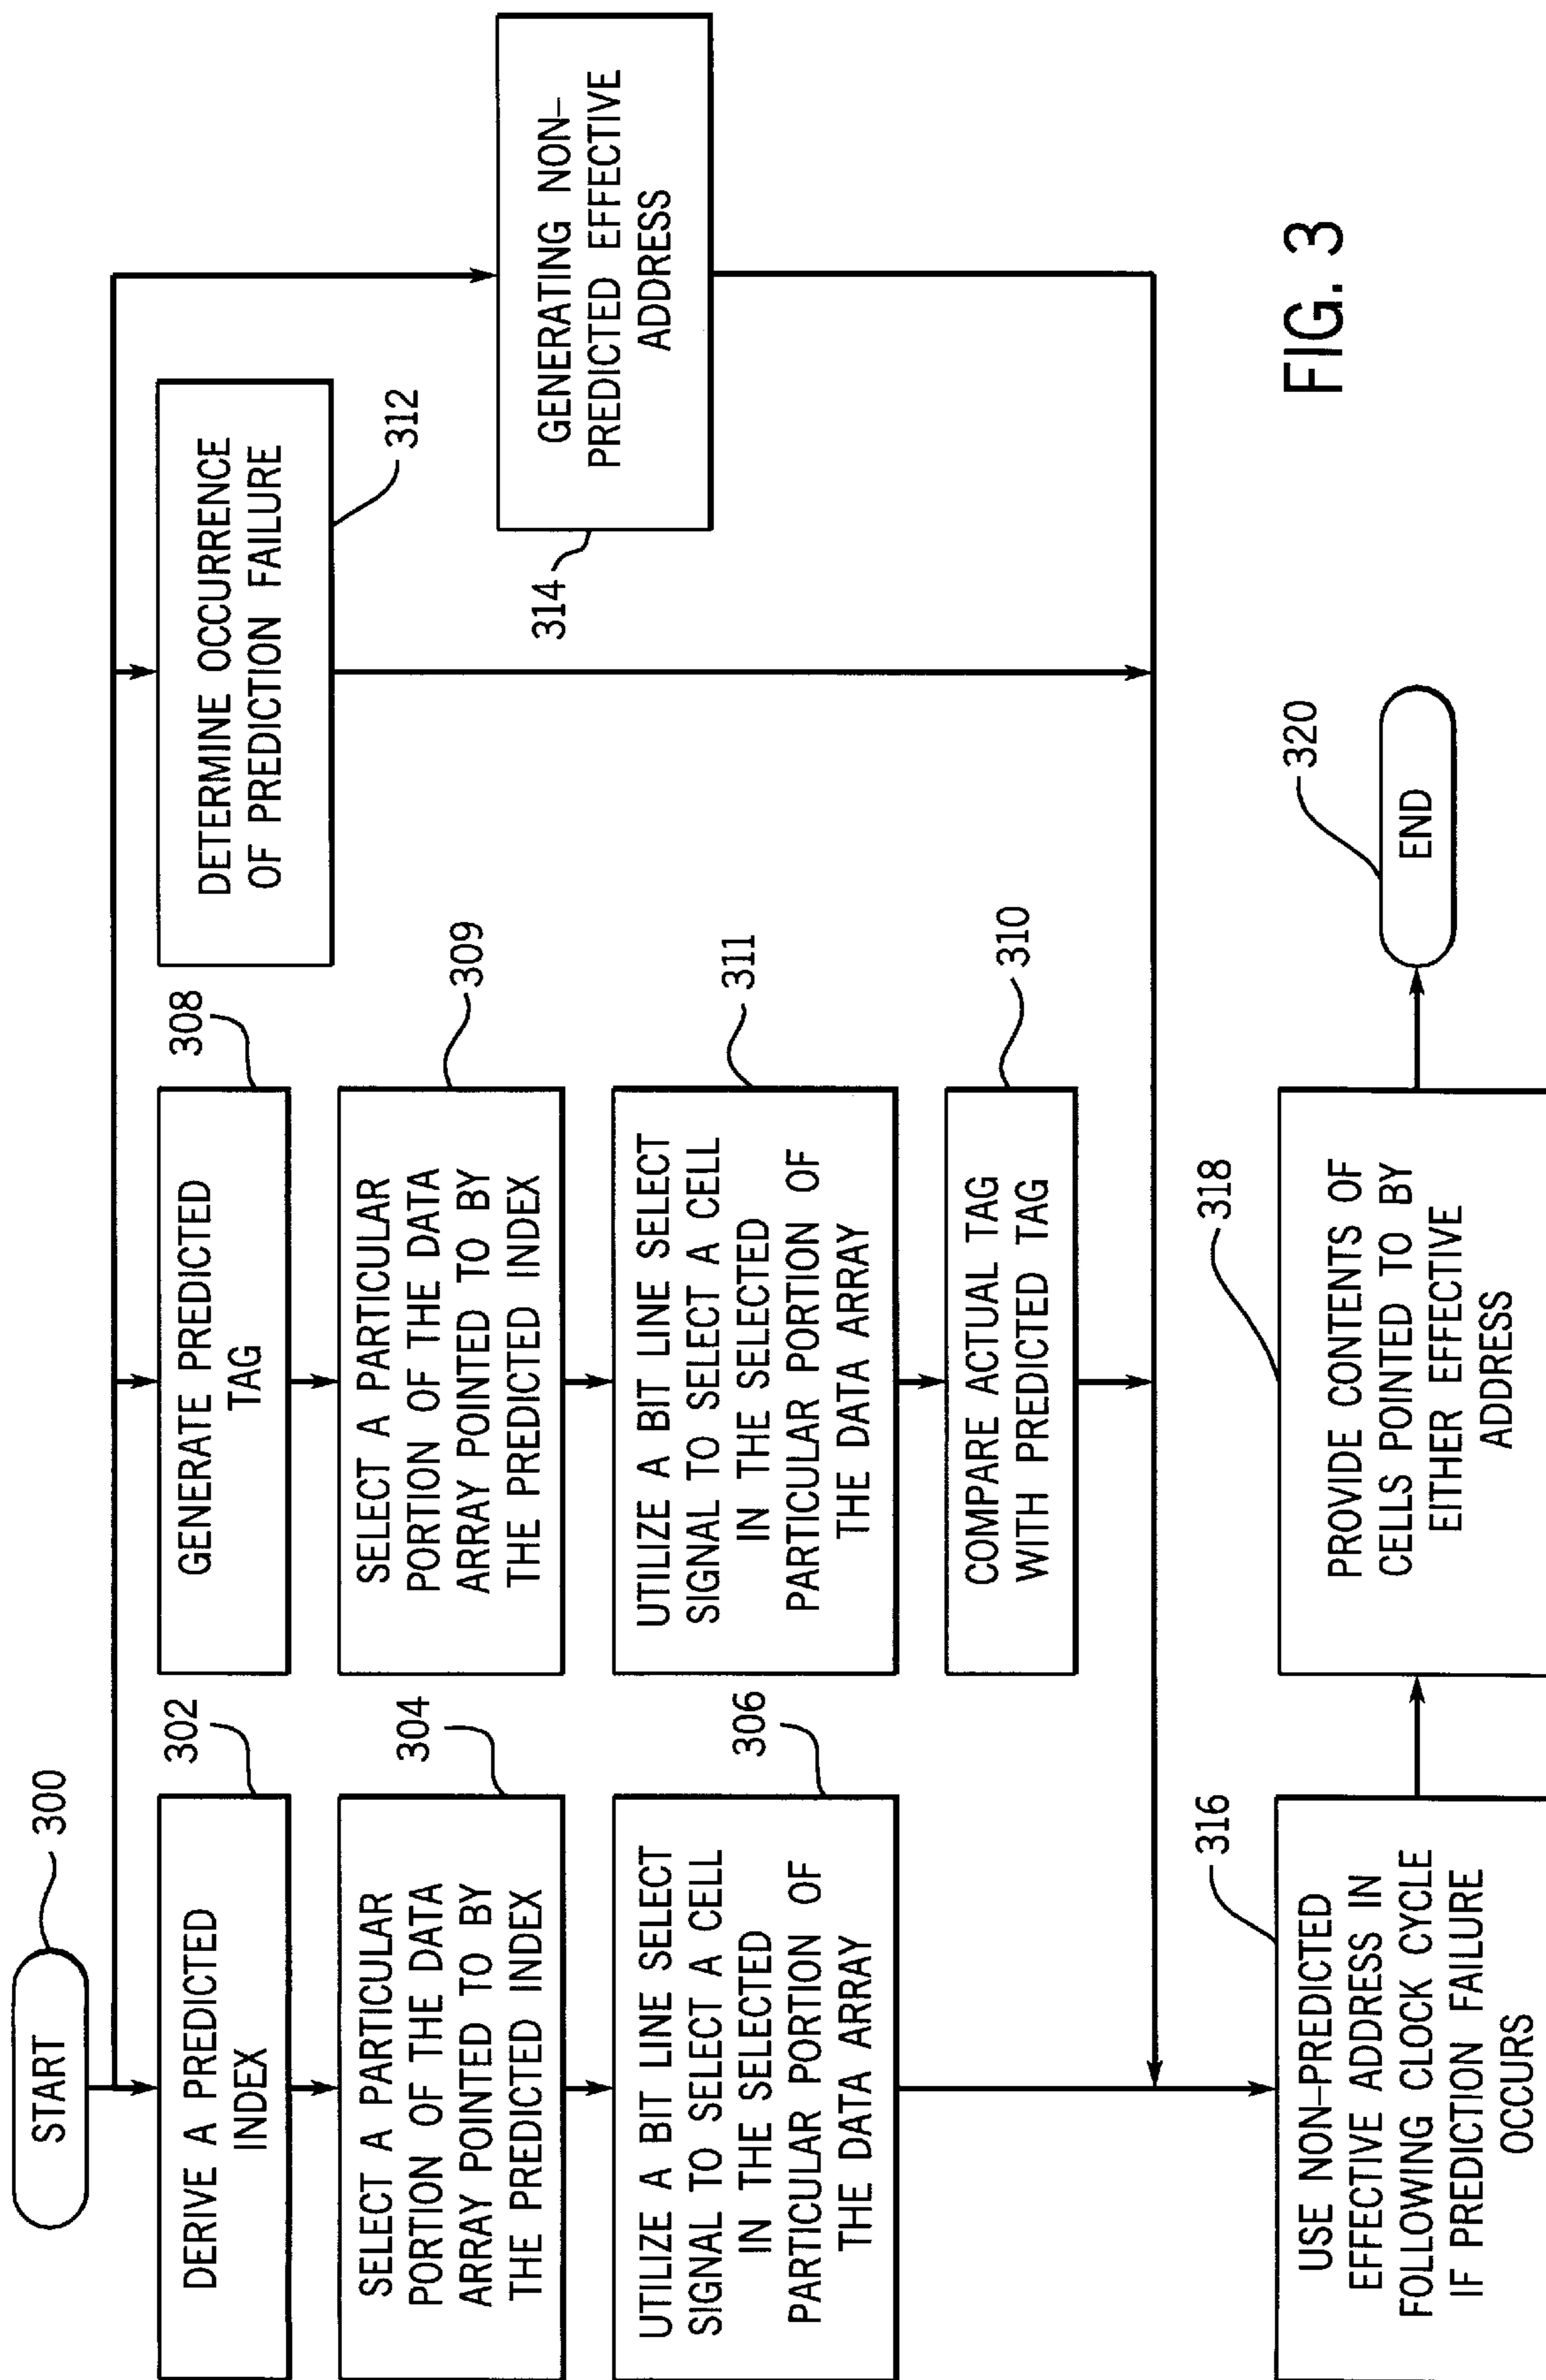 START
300
DERIVE A PREDICTED
INDEX
302
SELECT A PARTICULAR
PORTION OF THE DATA
ARRAY POINTED TO BY
THE PREDICTED INDEX
304
UTILIZE A BIT LINE SELECT
SIGNAL TO SELECT A CELL
IN THE SELECTED
PARTICULAR PORTION OF
THE DATA ARRAY
306
GENERATE PREDICTED
TAG
308
SELECT A PARTICULAR
PORTION OF THE DATA
ARRAY POINTED TO BY
THE PREDICTED INDEX
309
UTILIZE A BIT LINE SELECT
SIGNAL TO SELECT A CELL
IN THE SELECTED
PARTICULAR PORTION OF
THE DATA ARRAY
311
COMPARE ACTUAL TAG
WITH PREDICTED TAG
310
DETERMINE OCCURRENCE
OF PREDICTION FAILURE
312
GENERATING NON–
PREDICTED EFFECTIVE
ADDRESS
314
USE NON–PREDICTED
EFFECTIVE ADDRESS IN
FOLLOWING CLOCK CYCLE
IF PREDICTION FAILURE
OCCURS
316
PROVIDE CONTENTS OF
CELLS POINTED TO BY
EITHER EFFECTIVE
ADDRESS
318
END
320
FIG. 3